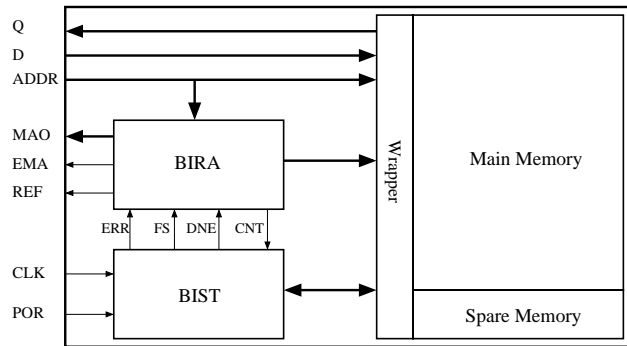 Q
D
ADDR
MAO
EMA
REF
BIRA
Wrapper
Main Memory
ERR FS DNE CNT
CLK
POR
BIST
Spare Memory